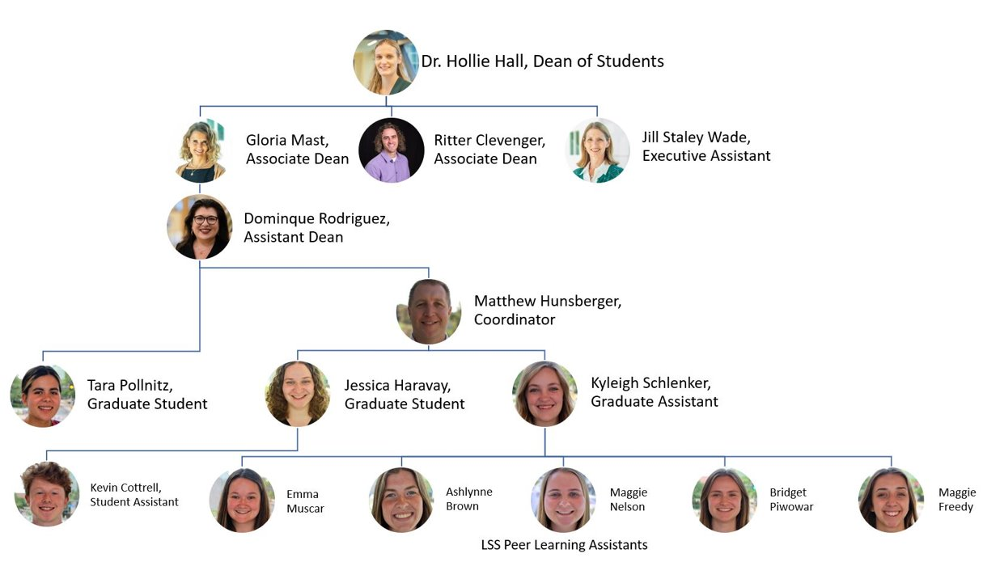 Dr. Hollie Hall, Dean of Students
Gloria Mast,
Associate Dean
Ritter Clevenger,
Associate Dean
Jill Staley Wade,
Executive Assistant
Dominque Rodriguez,
Assistant Dean
Matthew Hunsberger,
Coordinator
Tara Pollnitz,
Graduate Student
Jessica Haravay,
Graduate Student
Kyleigh Schlenker,
Graduate Assistant
Kevin Cottrell,
Student Assistant
Emma
Muscar
Ashlynne
Brown
Maggie
Nelson
Bridget
Piwowar
Maggie
Freedy
LSS Peer Learning Assistants